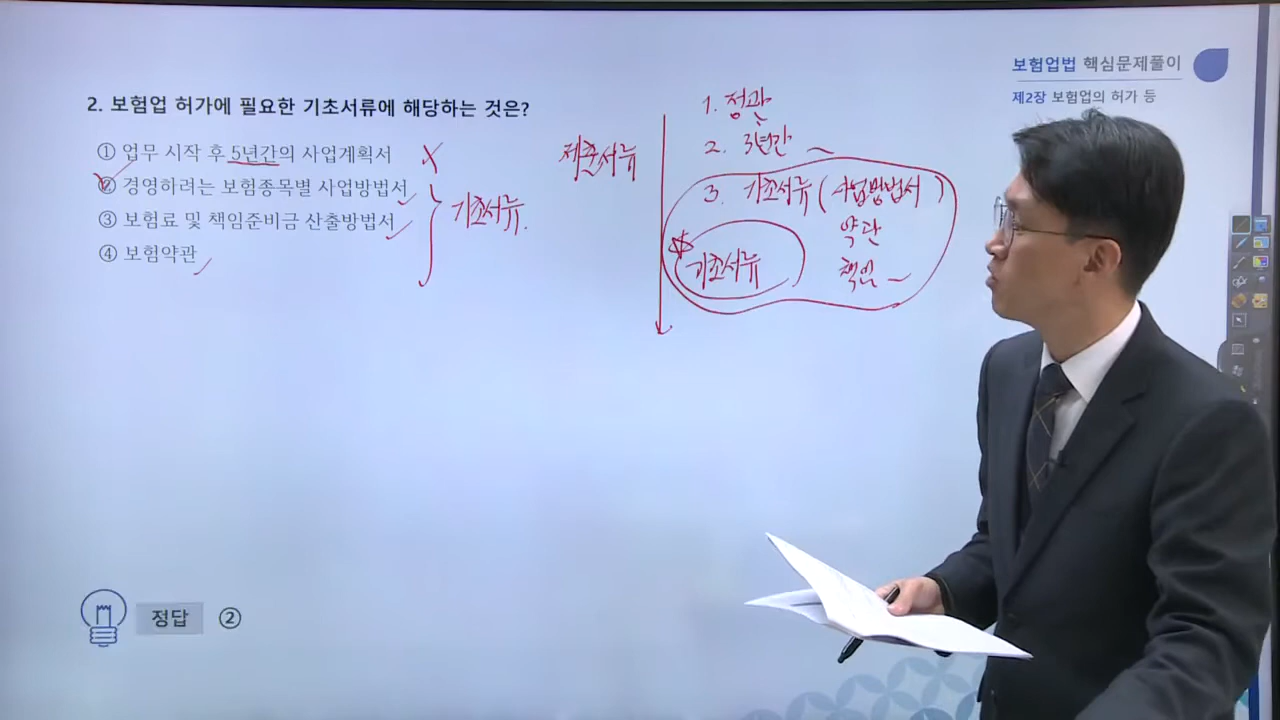 보험업법 핵심문제풀이
제2장 보험업의 허가 등
2. 보험업 허가에 필요한 기초서류에 해당하는 것은?
① 업무 시작 후 5년간의 사업계획서
② 경영하려는 보험종목별 사업방법서
③ 보험료 및 책임준비금 산출방법서
④ 보험약관
기초서류.
제출서류
1. 정관
2. 3년간
3. 기초서류 (사업방법서)
약관
기초서류
책임
정답 ②